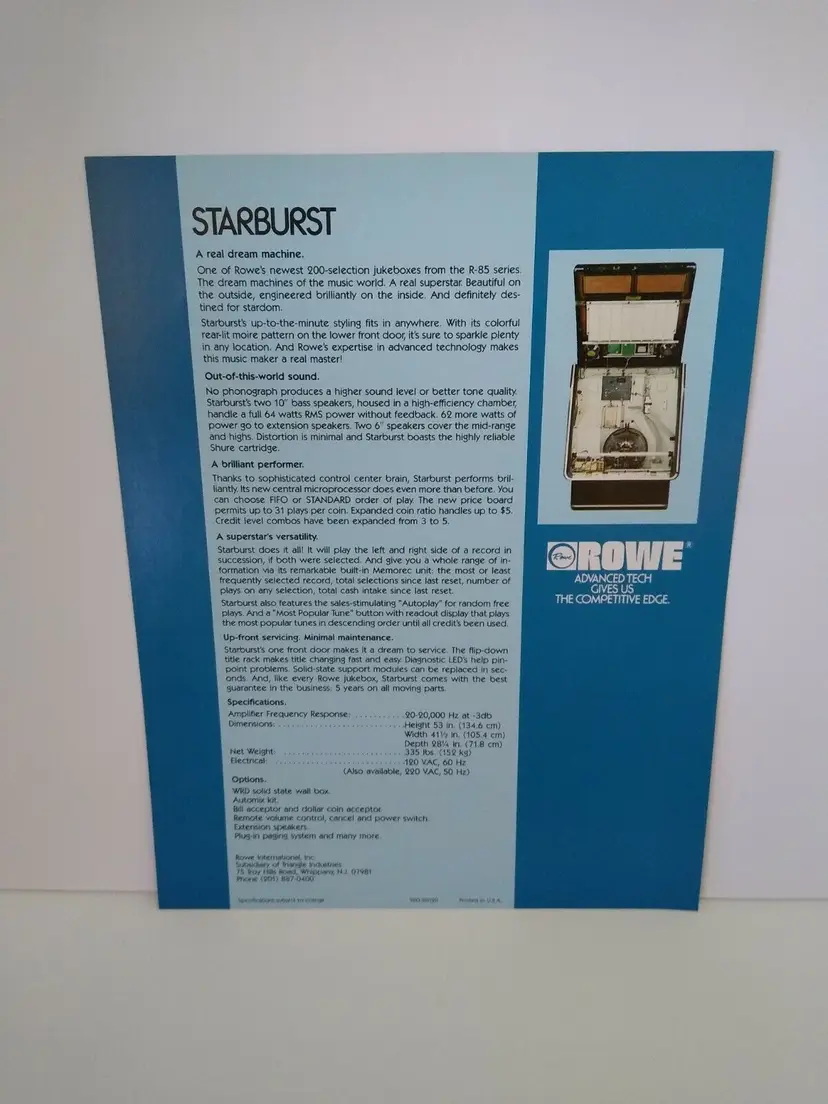 STARBURST
A real dream machine.
One of Rowe's newest 200-selection jukeboxes from the R-85 series.
The dream machines of the music world. A real superstar. Beautiful on
the outside, engineered brilliantly on the inside. And definitely des-
tined for stardom.
Starburst's up-to-the-minute styling fits in anywhere. With its colorful
rear-lit moire pattern on the lower front door, it's sure to sparkle plenty
in any location. And Rowe's expertise in advanced technology makes
this music maker a real master!
Out-of-this-world sound.
No phonograph produces a higher sound level or better tone quality.
Starburst's two 10" bass speakers, housed in a high-efficiency chamber,
handle a full 64 watts RMS power without feedback. 62 more watts of
power go to extension speakers. Two 6" speakers cover the mid-range
and highs. Distortion is minimal and Starburst boasts the highly reliable
Shure cartridge.
A brilliant performer.
Thanks to sophisticated control center brain, Starburst performs bril-
liantly. Its new central microprocessor does even more than before. You
can choose FIFO or STANDARD order of play. The new price board
permits up to 31 plays per coin. Expanded coin ratio handles up to $5.
Credit level combos have been expanded from 3 to 5.
A superstar's versatility.
Starburst does it all! It will play the left and right side of a record in
succession, if both were selected. And give you a whole range of in-
formation via its remarkable built-in Memorec unit: the most or least
frequently selected record, total selections since last reset, number of
plays on any selection, total cash intake since last reset.
Starburst also features the sales-stimulating "Autoplay" for random free
plays. And a "Most Popular Tune" button with readout display that plays
the most popular tunes in descending order until all credit's been used.
Up-front servicing. Minimal maintenance.
Starburst's one front door makes it a dream to service. The flip-down
title rack makes title changing fast and easy. Diagnostic LED's help pin-
point problems. Solid-state support modules can be replaced in sec-
onds. And, like every Rowe jukebox, Starburst comes with the best
guarantee in the business: 5 years on all moving parts.
Specifications.
Amplifier Frequency Response: ........... 20-20,000 Hz at -3db
Dimensions: ........................ Height 53 in. (134.6 cm)
Width 41½ in. (105.4 cm)
Depth 28¼ in. (71.8 cm)
Net Weight: ........................ 335 lbs. (152 kg)
Electrical: ........................ 120 VAC, 60 Hz
(Also available, 220 VAC, 50 Hz)
Options.
WRD solid state wall box.
Automix kit.
Bill acceptor and dollar coin acceptor.
Remote volume control, cancel and power switch.
Extension speakers.
Plug-in paging system and many more.
Rowe International, Inc.
Subsidiary of Triangle Industries
75 Troy Hills Road, Whippany, N.J. 07981
Phone (201) 887-0400
Specifications subject to change
Printed in U.S.A.
Rowe
ROWE®
ADVANCED TECH
GIVES US
THE COMPETITIVE EDGE.